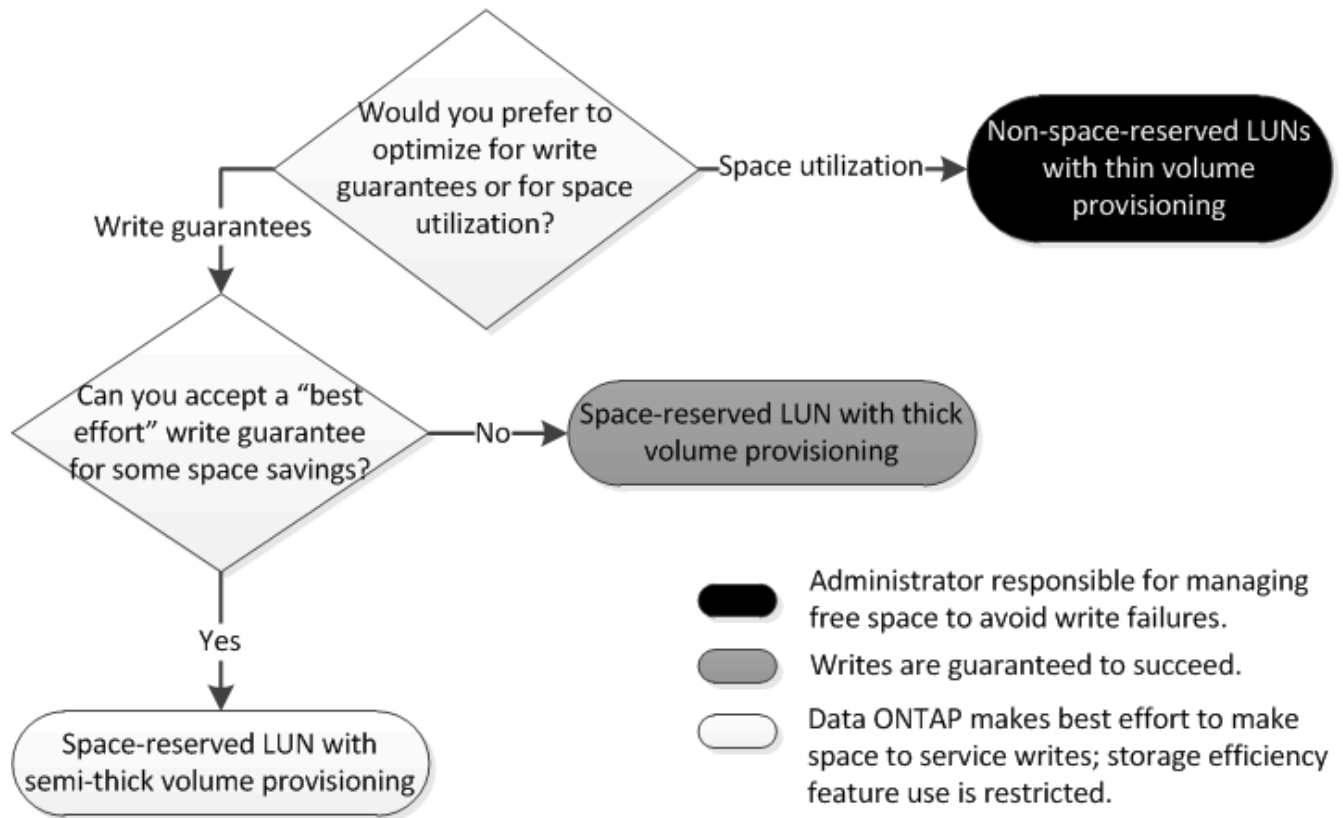 Would you prefer to
optimize for write
guarantees or for space
utilization?
Space utilization
Non-space-reserved LUNs
with thin volume
provisioning
Write guarantees
Can you accept a “best
effort” write guarantee
for some space savings?
No
Space-reserved LUN with thick
volume provisioning
Yes
Space-reserved LUN with
semi-thick volume provisioning
Administrator responsible for managing
free space to avoid write failures.
Writes are guaranteed to succeed.
Data ONTAP makes best effort to make
space to service writes; storage efficiency
feature use is restricted.